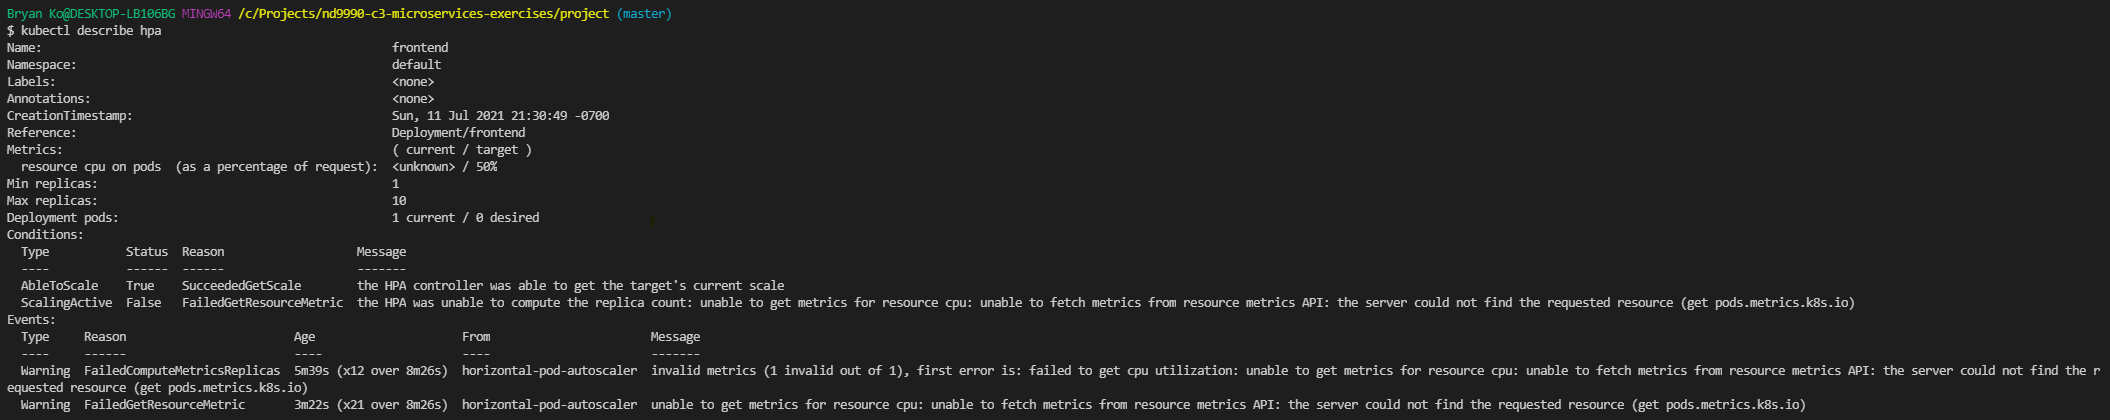 Bryan Ko@DESKTOP-LB106BG MINGW64 /c/Projects/nd9990-c3-microservices-exercises/project (master)
$ kubectl describe hpa
Name:                                                  frontend
Namespace:                                             default
Labels:                                                <none>
Annotations:                                           <none>
CreationTimestamp:                                     Sun, 11 Jul 2021 21:30:49 -0700
Reference:                                             Deployment/frontend
Metrics:                                               ( current / target )
  resource cpu on pods  (as a percentage of request):  <unknown> / 50%
Min replicas:                                          1
Max replicas:                                          10
Deployment pods:                                       1 current / 0 desired
Conditions:
  Type           Status  Reason                   Message
  ----           ------  ------                   -------
  AbleToScale    True    SucceededGetScale        the HPA controller was able to get the target's current scale
  ScalingActive  False   FailedGetResourceMetric  the HPA was unable to compute the replica count: unable to get metrics for resource cpu: unable to fetch metrics from resource metrics API: the server could not find the requested resource (get pods.metrics.k8s.io)
Events:
  Type     Reason                        Age                     From                       Message
  ----     ------                        ----                    ----                       -------
  Warning  FailedComputeMetricsReplicas  5m39s (x12 over 8m26s)  horizontal-pod-autoscaler  invalid metrics (1 invalid out of 1), first error is: failed to get cpu utilization: unable to get metrics for resource cpu: unable to fetch metrics from resource metrics API: the server could not find the r
equested resource (get pods.metrics.k8s.io)
  Warning  FailedGetResourceMetric       3m22s (x21 over 8m26s)  horizontal-pod-autoscaler  unable to get metrics for resource cpu: unable to fetch metrics from resource metrics API: the server could not find the requested resource (get pods.metrics.k8s.io)